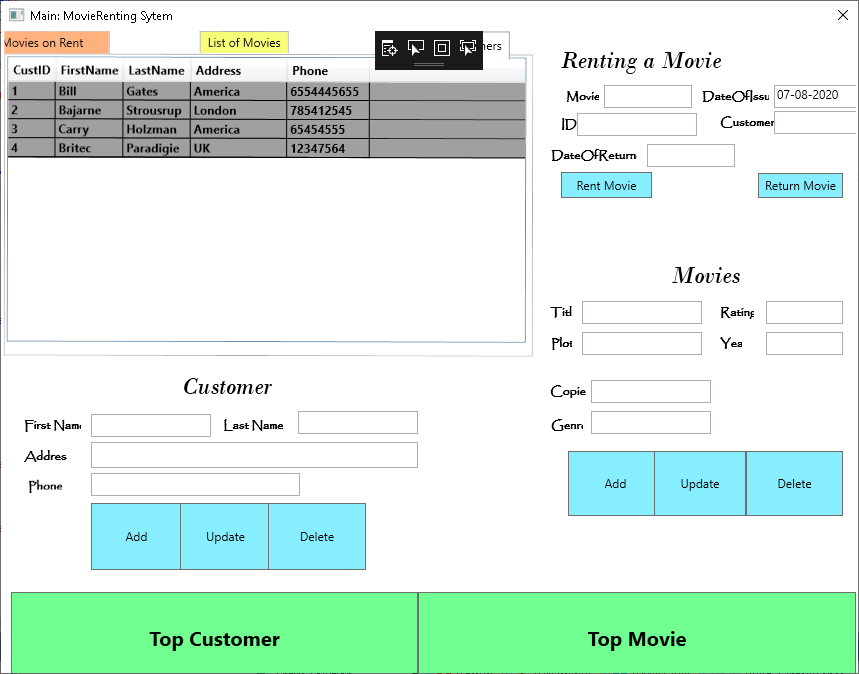 Main: MovieRenting Sytem
Movies on Rent
List of Movies
mers
CustID FirstName LastName Address Phone
1 Bill Gates America 6554445655
2 Bajarne Strousrup London 785412545
3 Carry Holzman America 65454555
4 Britec Paradigie UK 12347564
Renting a Movie
Movie
DateOfIssu 07-08-2020
ID
Customer
DateOfReturn
Rent Movie
Return Movie
Movies
Titl
Rating
Plot
Yea
Copie
Genre
Add
Update
Delete
Customer
First Name
Last Name
Addres
Phone
Add
Update
Delete
Top Customer
Top Movie